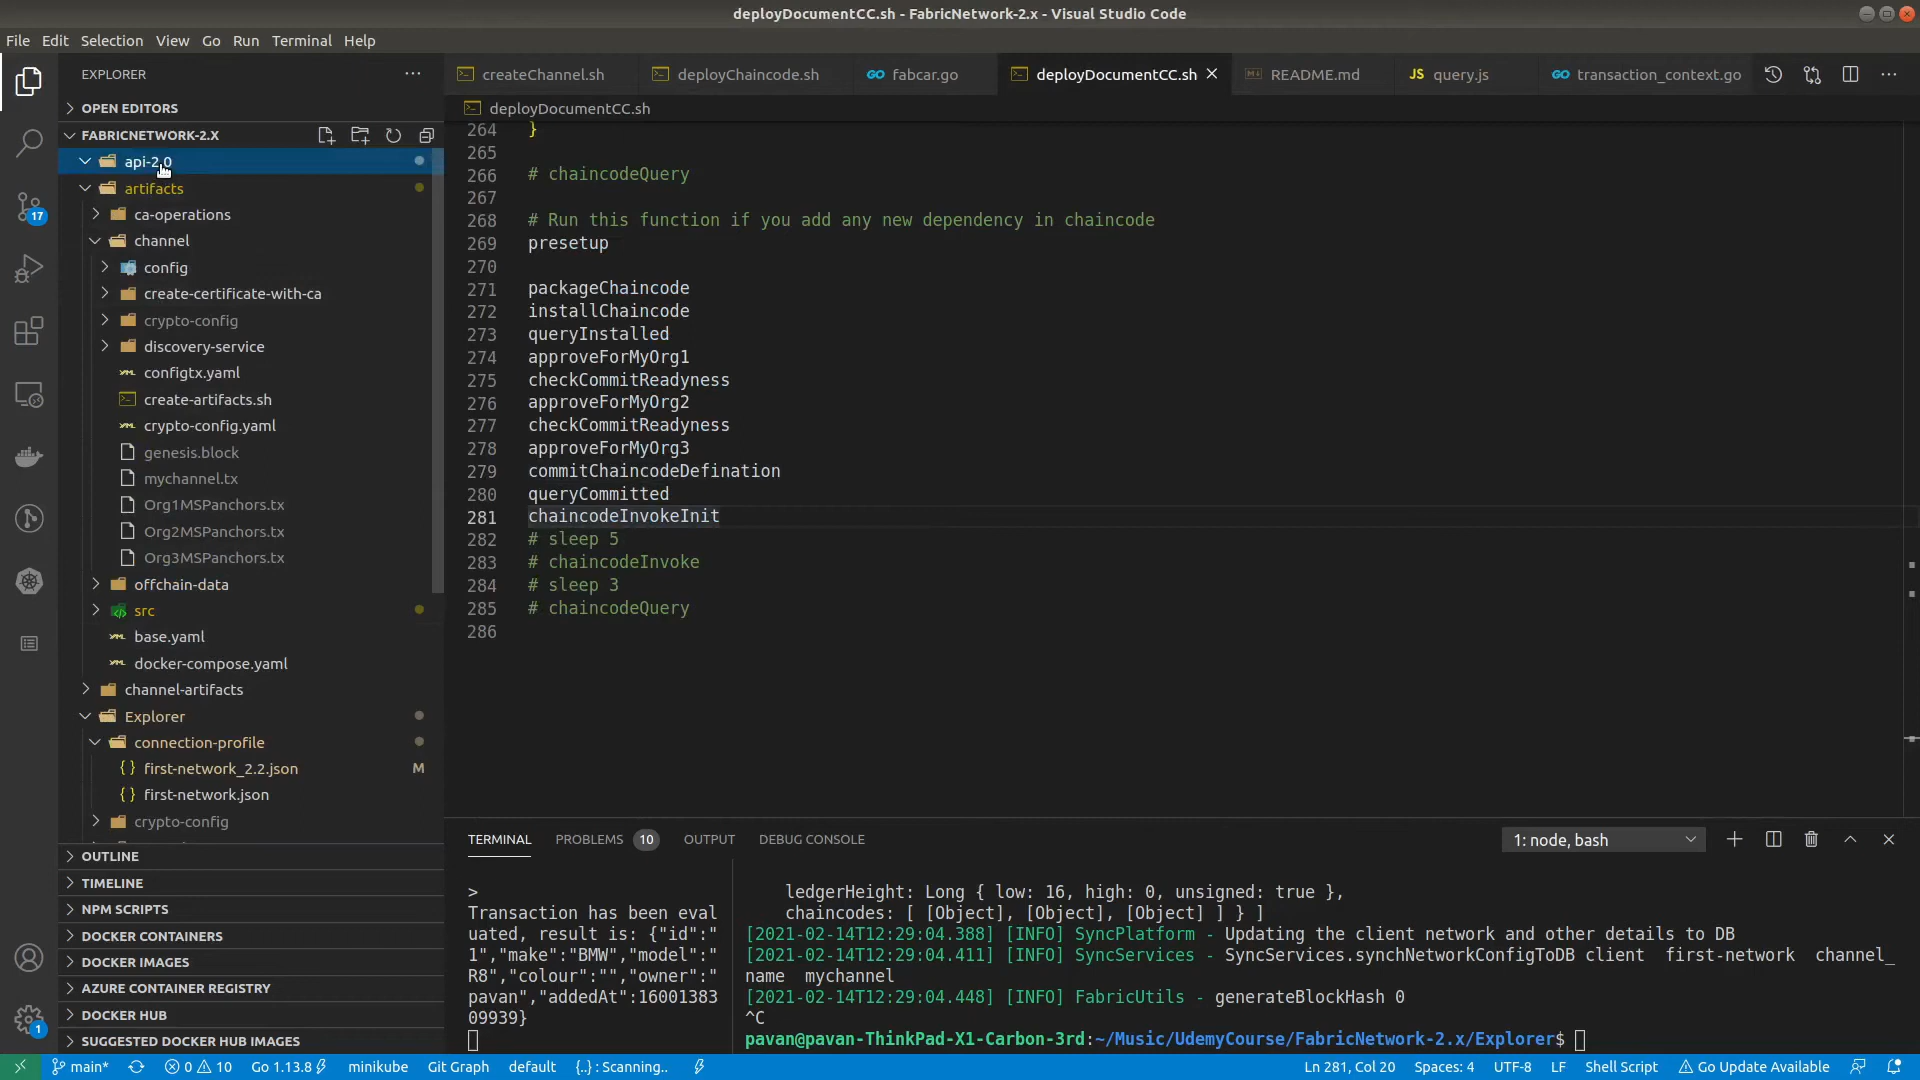 deployDocumentCC.sh - FabricNetwork-2.x - Visual Studio Code
File Edit Selection View Go Run Terminal Help
EXPLORER
createChannel.sh deployChaincode.sh fabcar.go deployDocumentCC.sh README.md JS query.js transaction_context.go
OPEN EDITORS
deployDocumentCC.sh
FABRICNETWORK-2.X
api-2.0
artifacts
ca-operations
channel
config
create-certificate-with-ca
crypto-config
discovery-service
configtx.yaml
create-artifacts.sh
crypto-config.yaml
genesis.block
mychannel.tx
Org1MSPanchors.tx
Org2MSPanchors.tx
Org3MSPanchors.tx
offchain-data
src
base.yaml
docker-compose.yaml
channel-artifacts
Explorer
connection-profile
{} first-network_2.2.json M
{} first-network.json
crypto-config
OUTLINE
TIMELINE
NPM SCRIPTS
DOCKER CONTAINERS
DOCKER IMAGES
AZURE CONTAINER REGISTRY
DOCKER HUB
SUGGESTED DOCKER HUB IMAGES
17
1
264 }
265
266 # chaincodeQuery
267
268 # Run this function if you add any new dependency in chaincode
269 presetup
270
271 packageChaincode
272 installChaincode
273 queryInstalled
274 approveForMyOrg1
275 checkCommitReadyness
276 approveForMyOrg2
277 checkCommitReadyness
278 approveForMyOrg3
279 commitChaincodeDefination
280 queryCommitted
281 chaincodeInvokeInit
282 # sleep 5
283 # chaincodeInvoke
284 # sleep 3
285 # chaincodeQuery
286
TERMINAL PROBLEMS 10 OUTPUT DEBUG CONSOLE 1: node, bash
>
Transaction has been eval
uated, result is: {"id":"
1","make":"BMW","model":"
R8","colour":"","owner":"
pavan","addedAt":16001383
09939}
ledgerHeight: Long { low: 16, high: 0, unsigned: true },
chaincodes: [ [Object], [Object], [Object] ] } ]
[2021-02-14T12:29:04.388] [INFO] SyncPlatform - Updating the client network and other details to DB
[2021-02-14T12:29:04.411] [INFO] SyncServices - SyncServices.synchNetworkConfigToDB client first-network channel_
name mychannel
[2021-02-14T12:29:04.448] [INFO] FabricUtils - generateBlockHash 0
^C
pavan@pavan-ThinkPad-X1-Carbon-3rd:~/Music/UdemyCourse/FabricNetwork-2.x/Explorer$
main* 0 10 Go 1.13.8 minikube Git Graph default {..} : Scanning.. Ln 281, Col 20 Spaces: 4 UTF-8 LF Shell Script Go Update Available